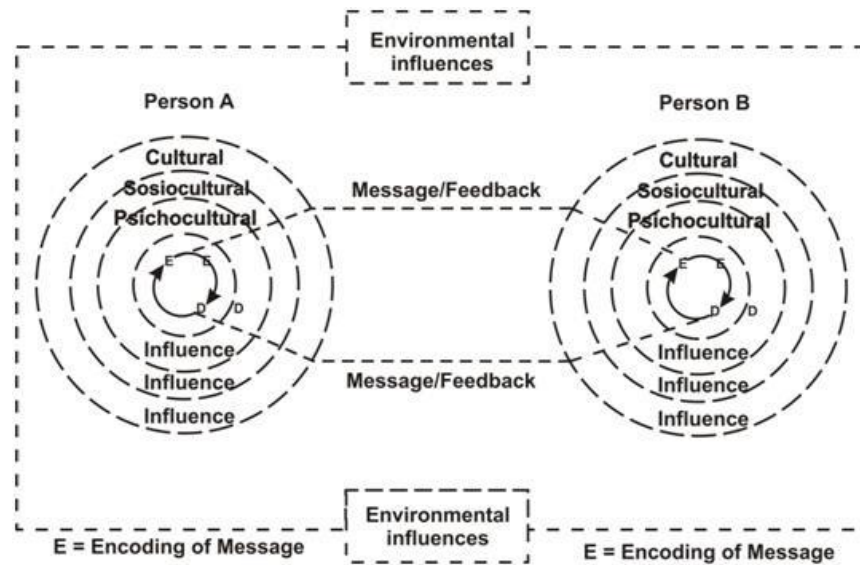 Environmental
influences
Person A
Person B
Cultural
Sosiocultural
Psichocultural
E E
D D
Influence
Influence
Influence
Message/Feedback
Message/Feedback
Cultural
Sosiocultural
Psichocultural
E E
D D
Influence
Influence
Influence
Environmental
influences
E = Encoding of Message
E = Encoding of Message